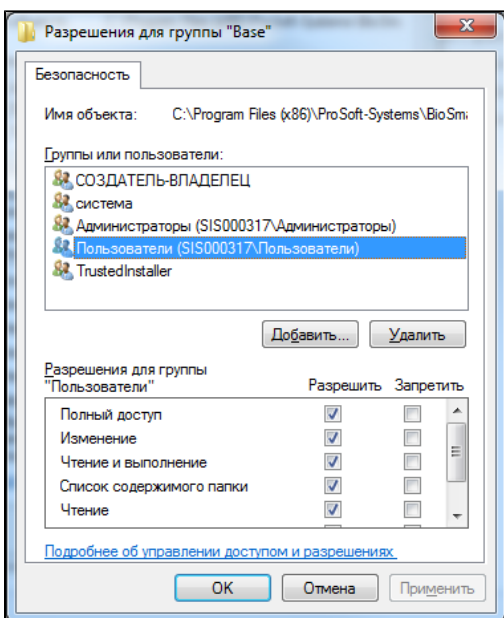 Разрешения для группы "Base"
Безопасность
Имя объекта: C:\Program Files (x86)\ProSoft-Systems\BioSma
Группы или пользователи:
СОЗДАТЕЛЬ-ВЛАДЕЛЕЦ
система
Администраторы (SIS000317\Администраторы)
Пользователи (SIS000317\Пользователи)
TrustedInstaller
Добавить... Удалить
Разрешения для группы
"Пользователи" Разрешить Запретить
Полный доступ
Изменение
Чтение и выполнение
Список содержимого папки
Чтение
Подробнее об управлении доступом и разрешениях
ОК Отмена Применить